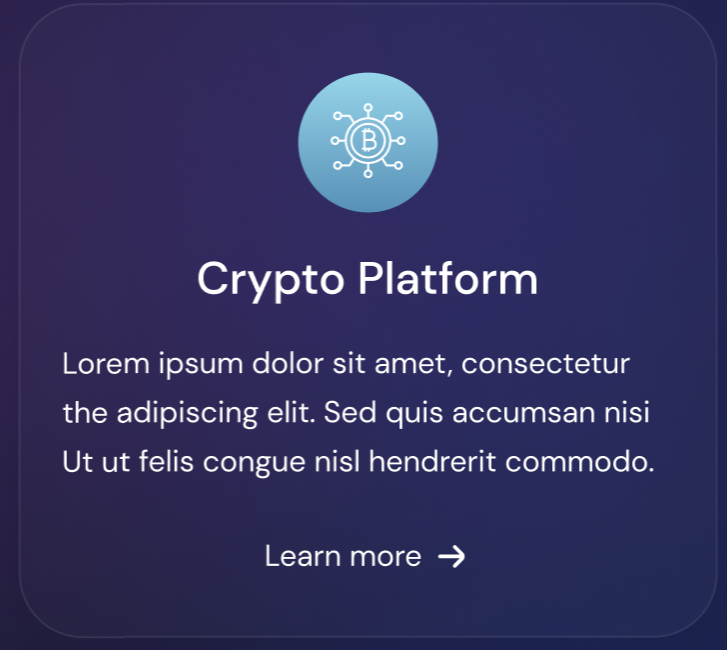 Crypto Platform
Lorem ipsum dolor sit amet, consectetur
the adipiscing elit. Sed quis accumsan nisi
Ut ut felis congue nisl hendrerit commodo.
Learn more →